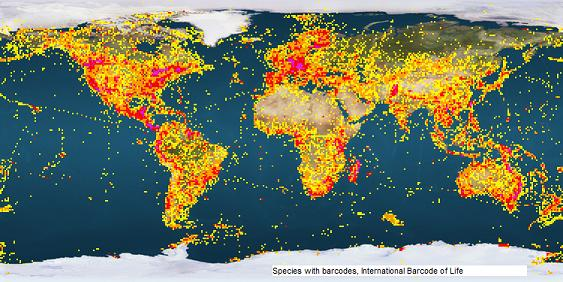 Species with barcodes, International Barcode of Life